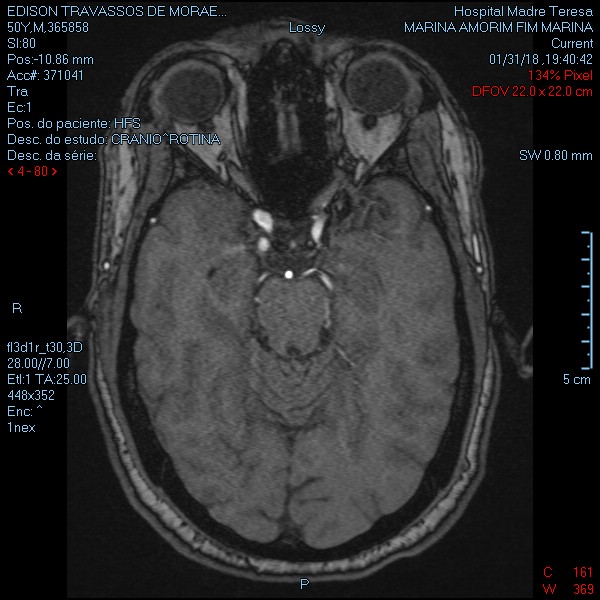 EDISON TRAVASSOS DE MORAE...
50Y,M,365858
SI:80
Pos:-10.86 mm
Acc#: 371041
Tra
Ec:1
Pos. do paciente: HFS
Desc. do estudo: CRANIO^ROTINA
Desc. da série:
< 4 - 80 >
Lossy
Hospital Madre Teresa
MARINA AMORIM FIM MARINA
Current
01/31/18 ,19:40:42
134% Pixel
DFOV 22.0 x 22.0 cm
SW 0.80 mm
R
fl3d1r_t30,3D
28.00//7.00
Etl:1 TA:25.00
448x352
Enc: ^
1nex
5 cm
P
C 161
W 369